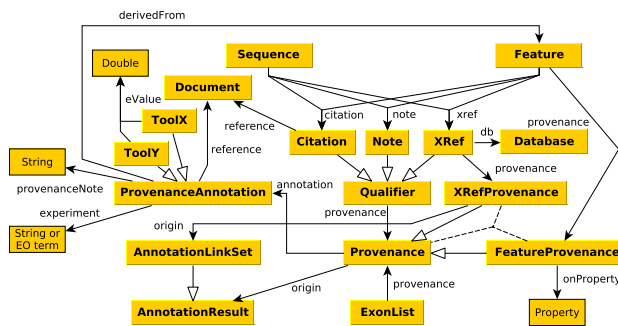 derivedFrom
Sequence
Feature
Double
Document
eValue
ToolX
citation
note
xref
provenance
reference
db
ToolY
reference
Citation
Note
XRef
Database
String
provenanceNote
ProvenanceAnnotation
annotation
Qualifier
XRefProvenance
experiment
provenance
String or
EO term
origin
AnnotationLinkSet
Provenance
FeatureProvenance
onProperty
origin
provenance
AnnotationResult
ExonList
Property